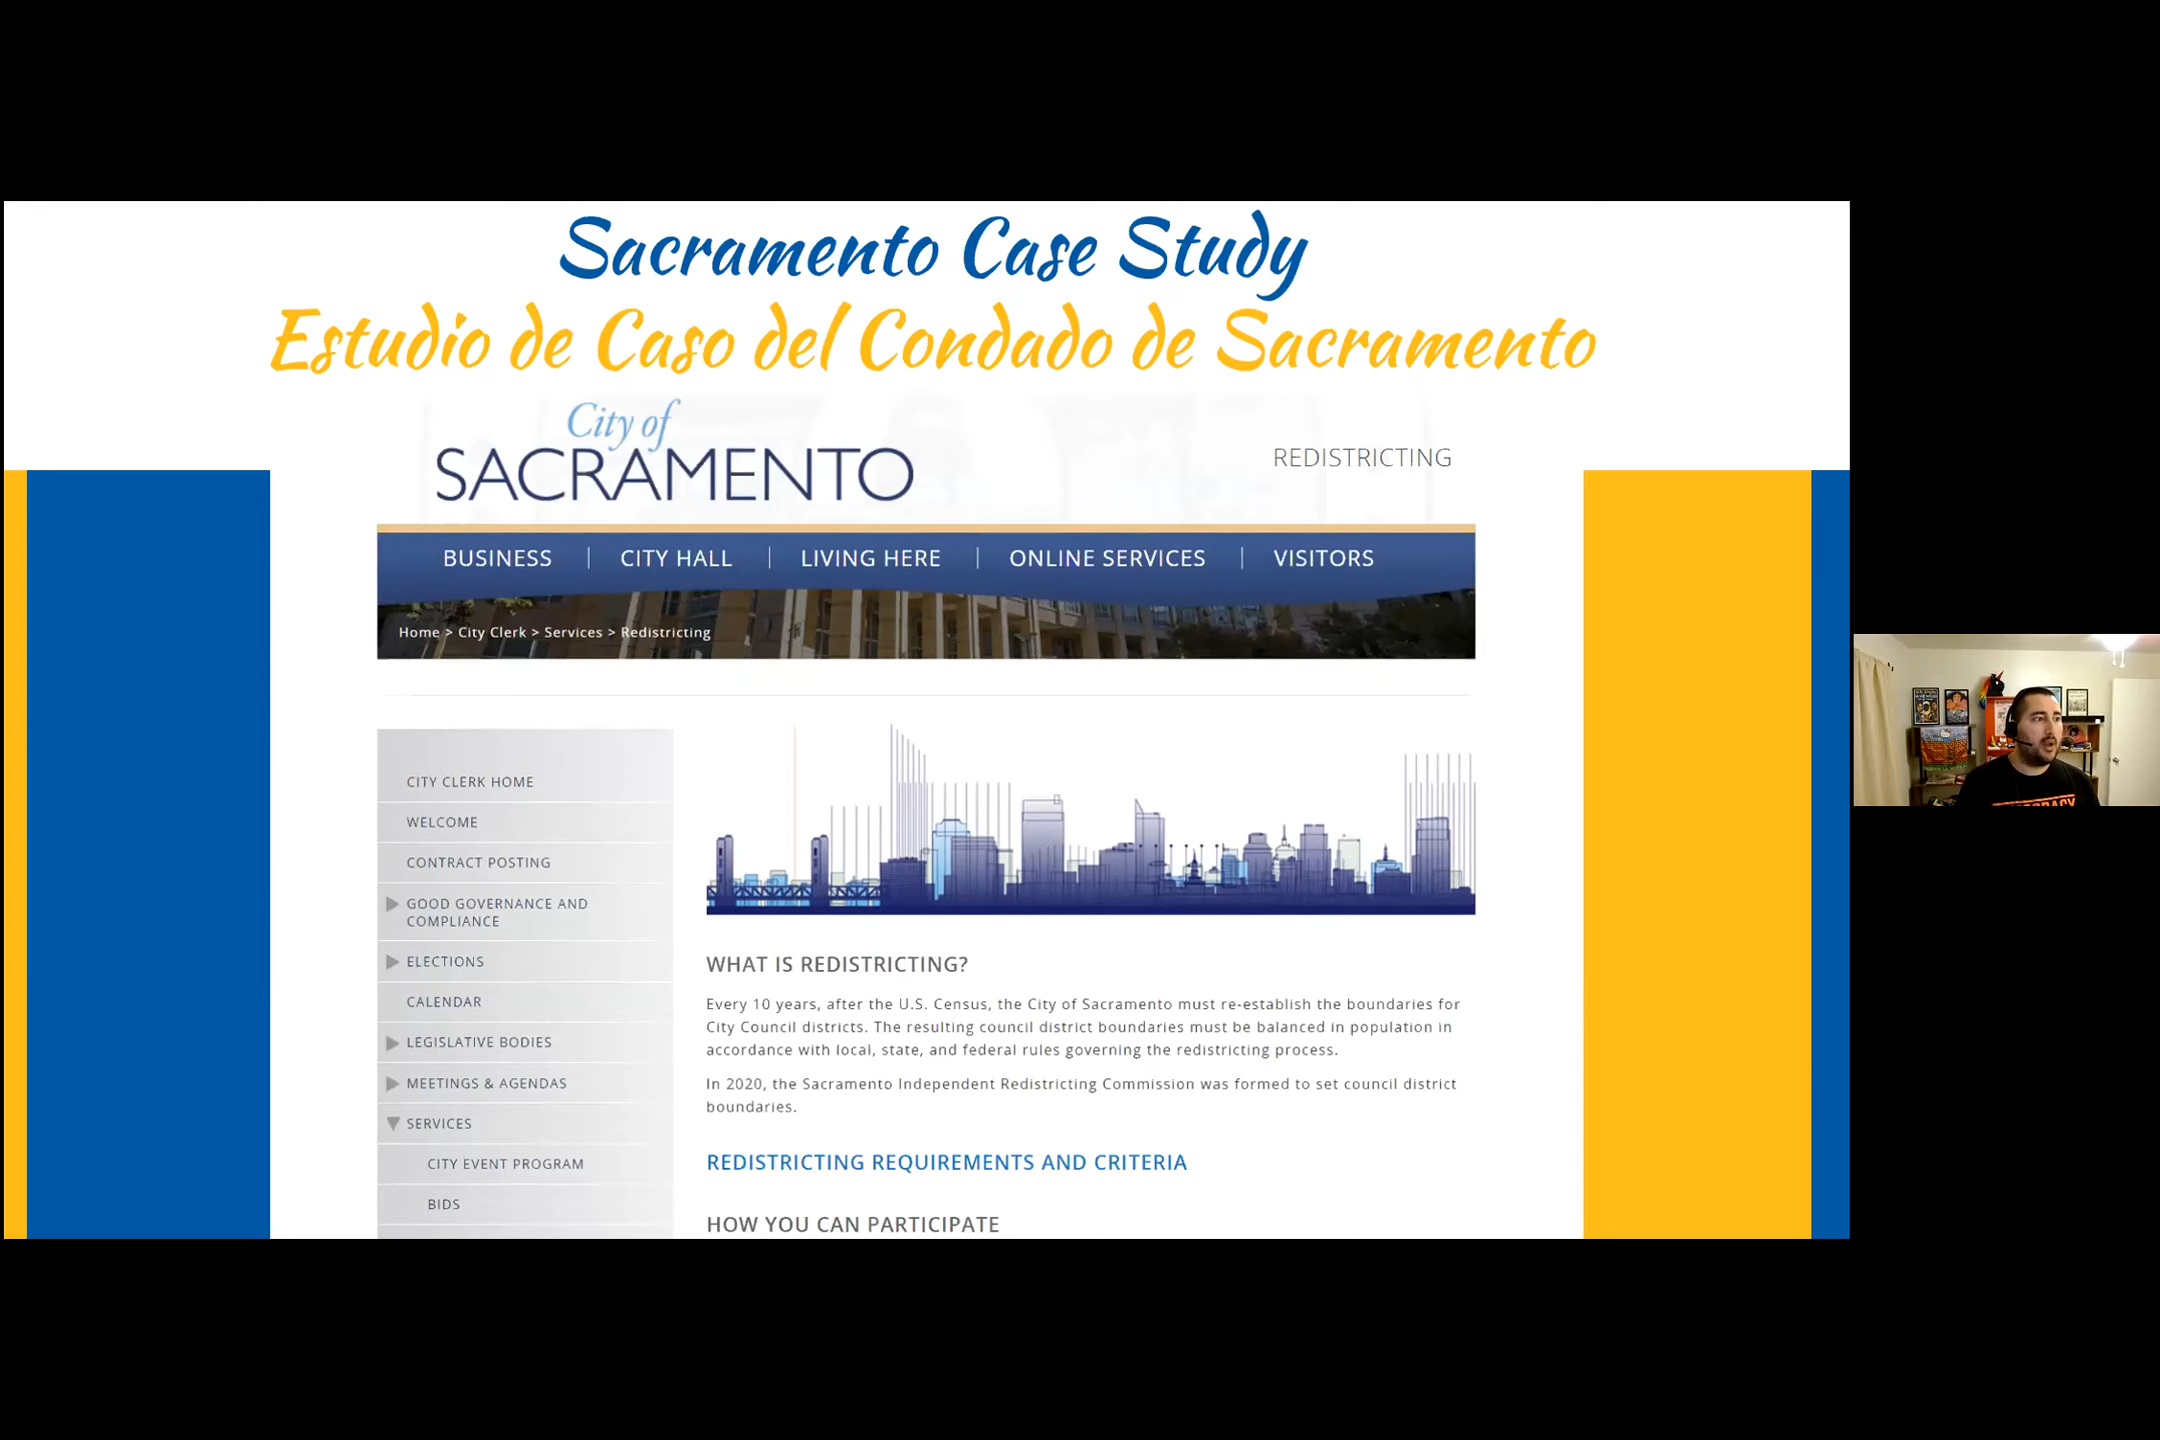 Sacramento Case Study
Estudio de Caso del Condado de Sacramento
City of
SACRAMENTO
REDISTRICTING
BUSINESS | CITY HALL | LIVING HERE | ONLINE SERVICES | VISITORS
Home > City Clerk > Services > Redistricting
CITY CLERK HOME
WELCOME
CONTRACT POSTING
GOOD GOVERNANCE AND
COMPLIANCE
ELECTIONS
CALENDAR
LEGISLATIVE BODIES
MEETINGS & AGENDAS
SERVICES
CITY EVENT PROGRAM
BIDS
WHAT IS REDISTRICTING?
Every 10 years, after the U.S. Census, the City of Sacramento must re-establish the boundaries for
City Council districts. The resulting council district boundaries must be balanced in population in
accordance with local, state, and federal rules governing the redistricting process.
In 2020, the Sacramento Independent Redistricting Commission was formed to set council district
boundaries.
REDISTRICTING REQUIREMENTS AND CRITERIA
HOW YOU CAN PARTICIPATE